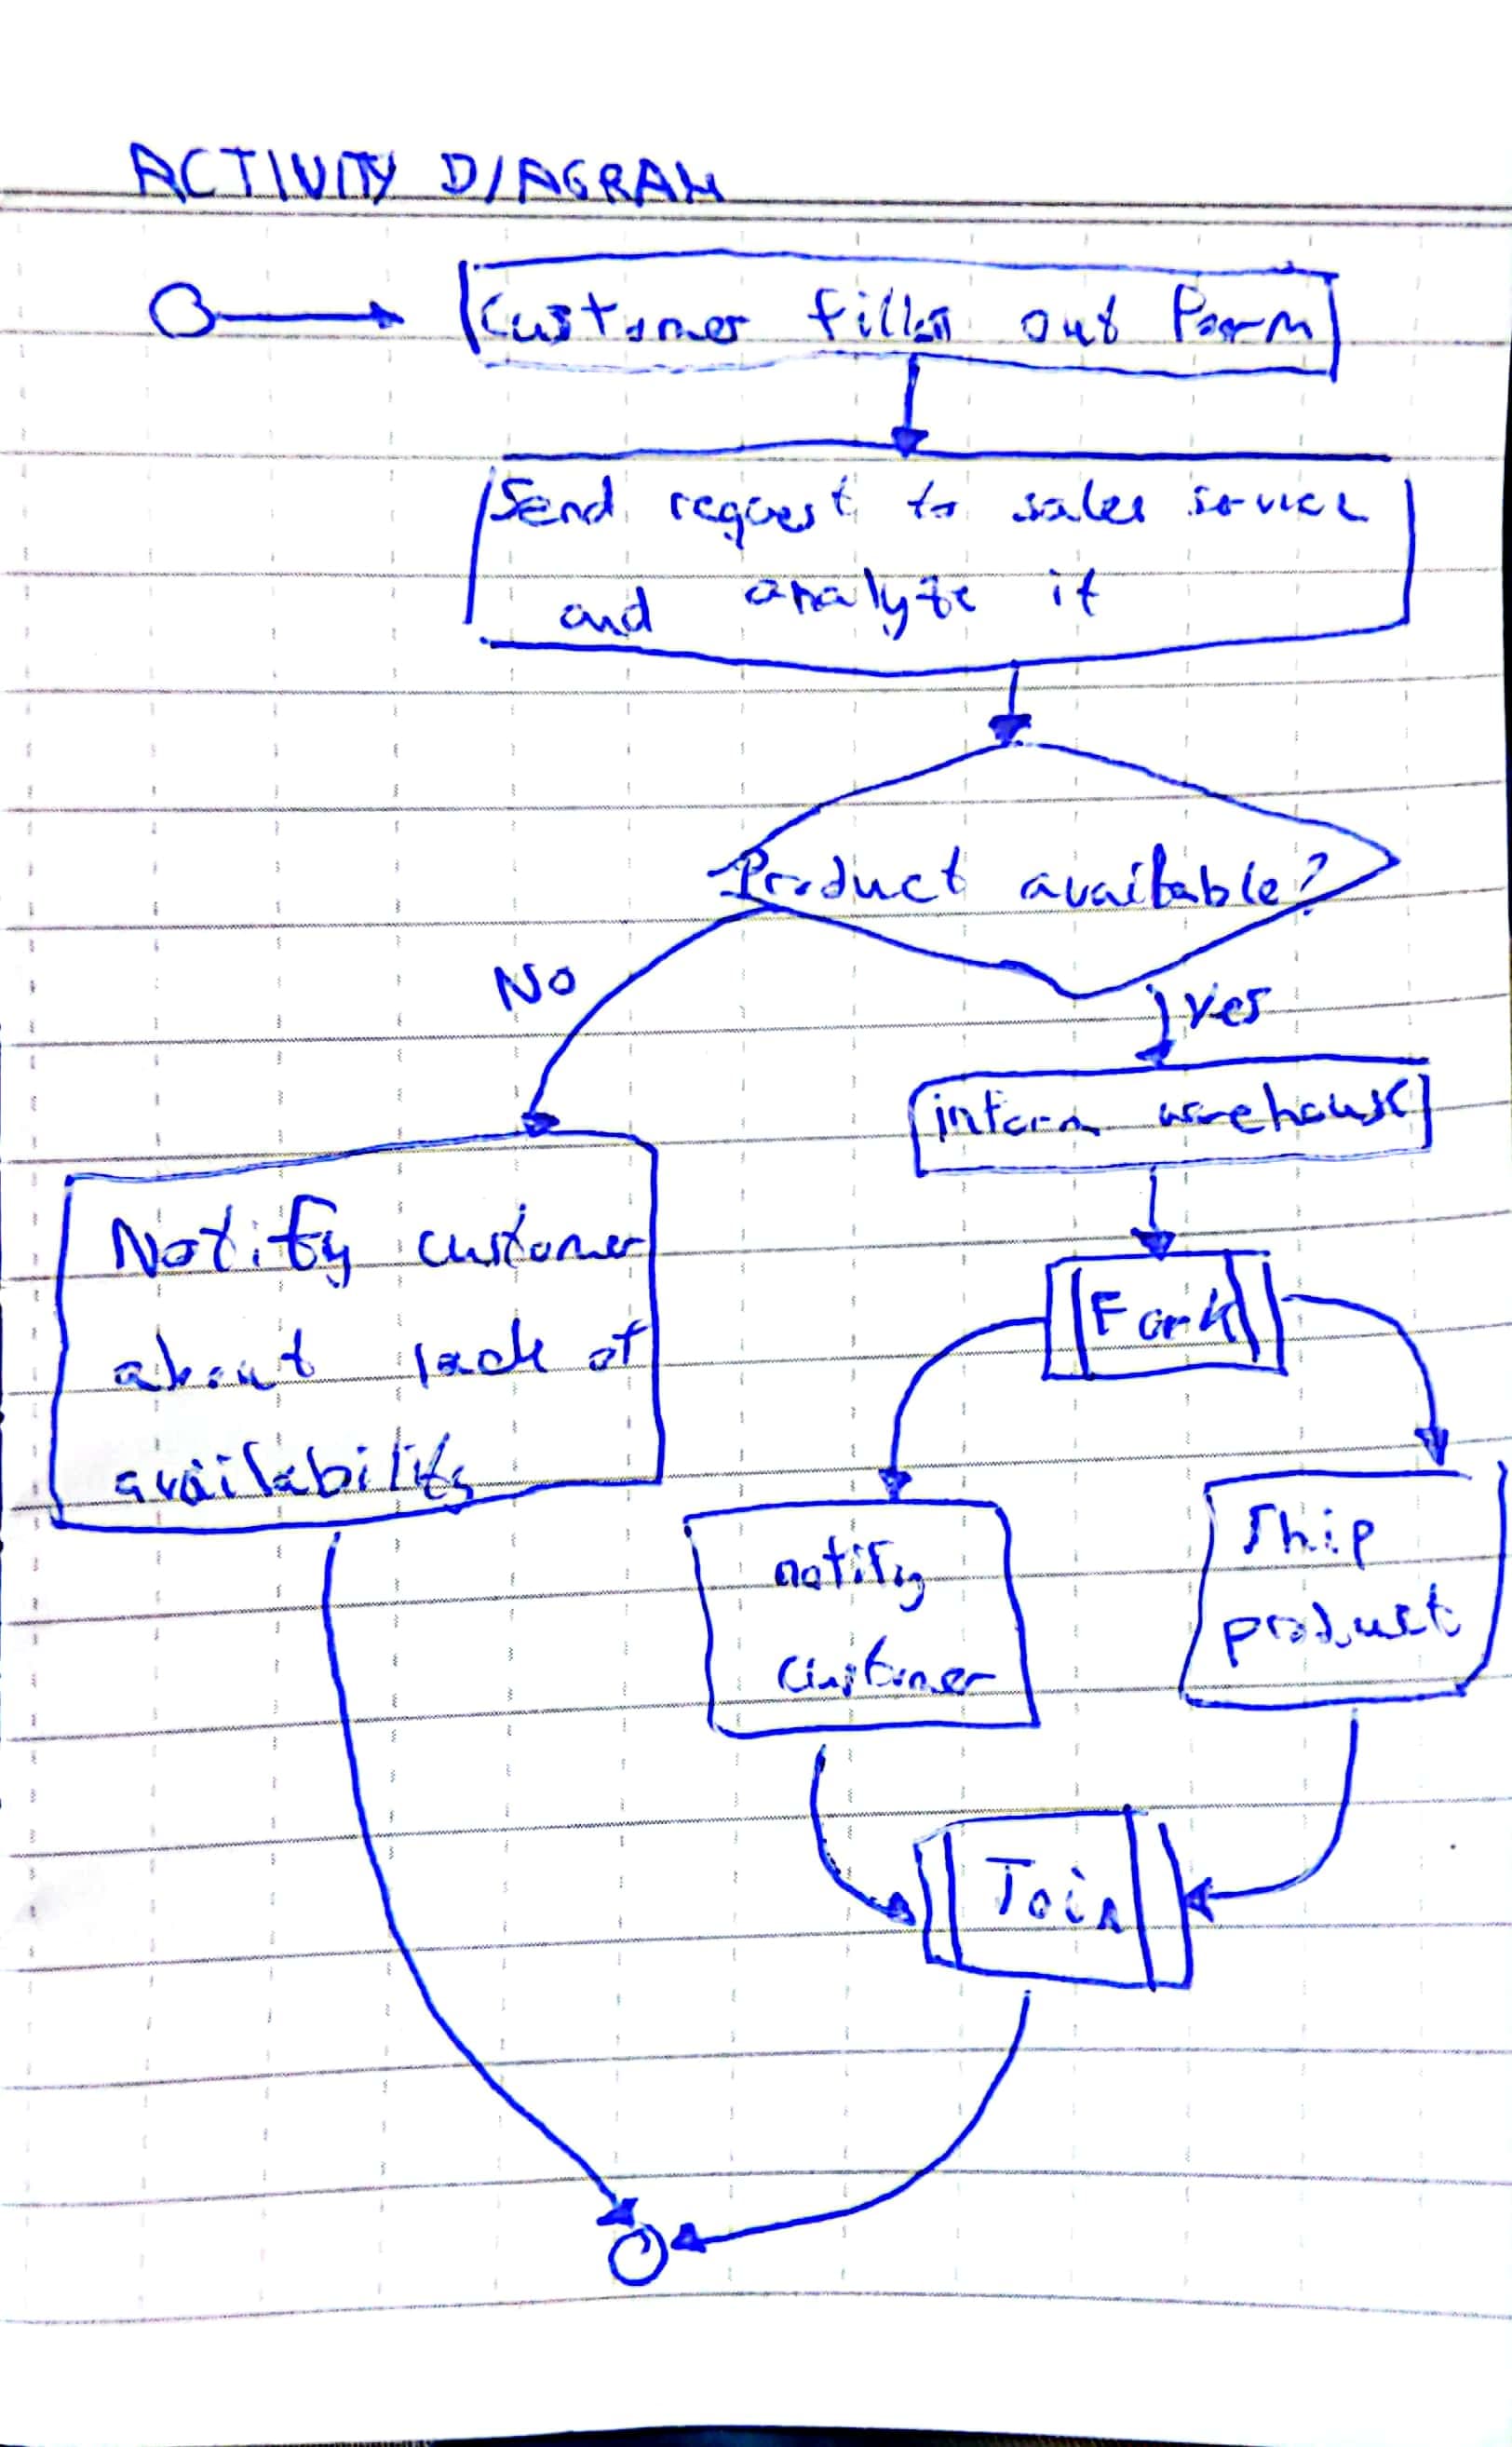 ACTIVITY DIAGRAM
Customer fills out Form
Send request to sales service
and analyze it
Product available?
No
Yes
inform warehouse
Notify customer
about lack of
availability
Fork
notify
customer
Ship
product
Join